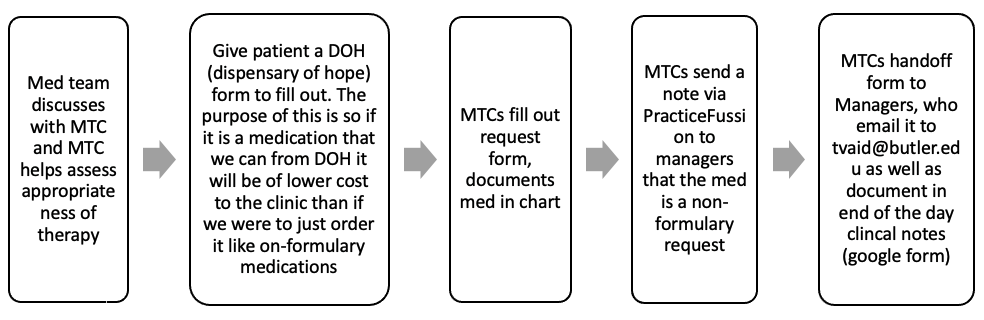 Med team
discusses
with MTC
and MTC
helps assess
appropriate
ness of
therapy
Give patient a DOH
(dispensary of hope)
form to fill out. The
purpose of this is so if
it is a medication that
we can from DOH it
will be of lower cost
to the clinic than if
we were to just order
it like on-formulary
medications
MTCs fill out
request
form,
documents
med in chart
MTCs send a
note via
PracticeFussi
on to
managers
that the med
is a non-
formulary
request
MTCs handoff
form to
Managers, who
email it to
tvaid@butler.ed
u as well as
document in
end of the day
clincal notes
(google form)